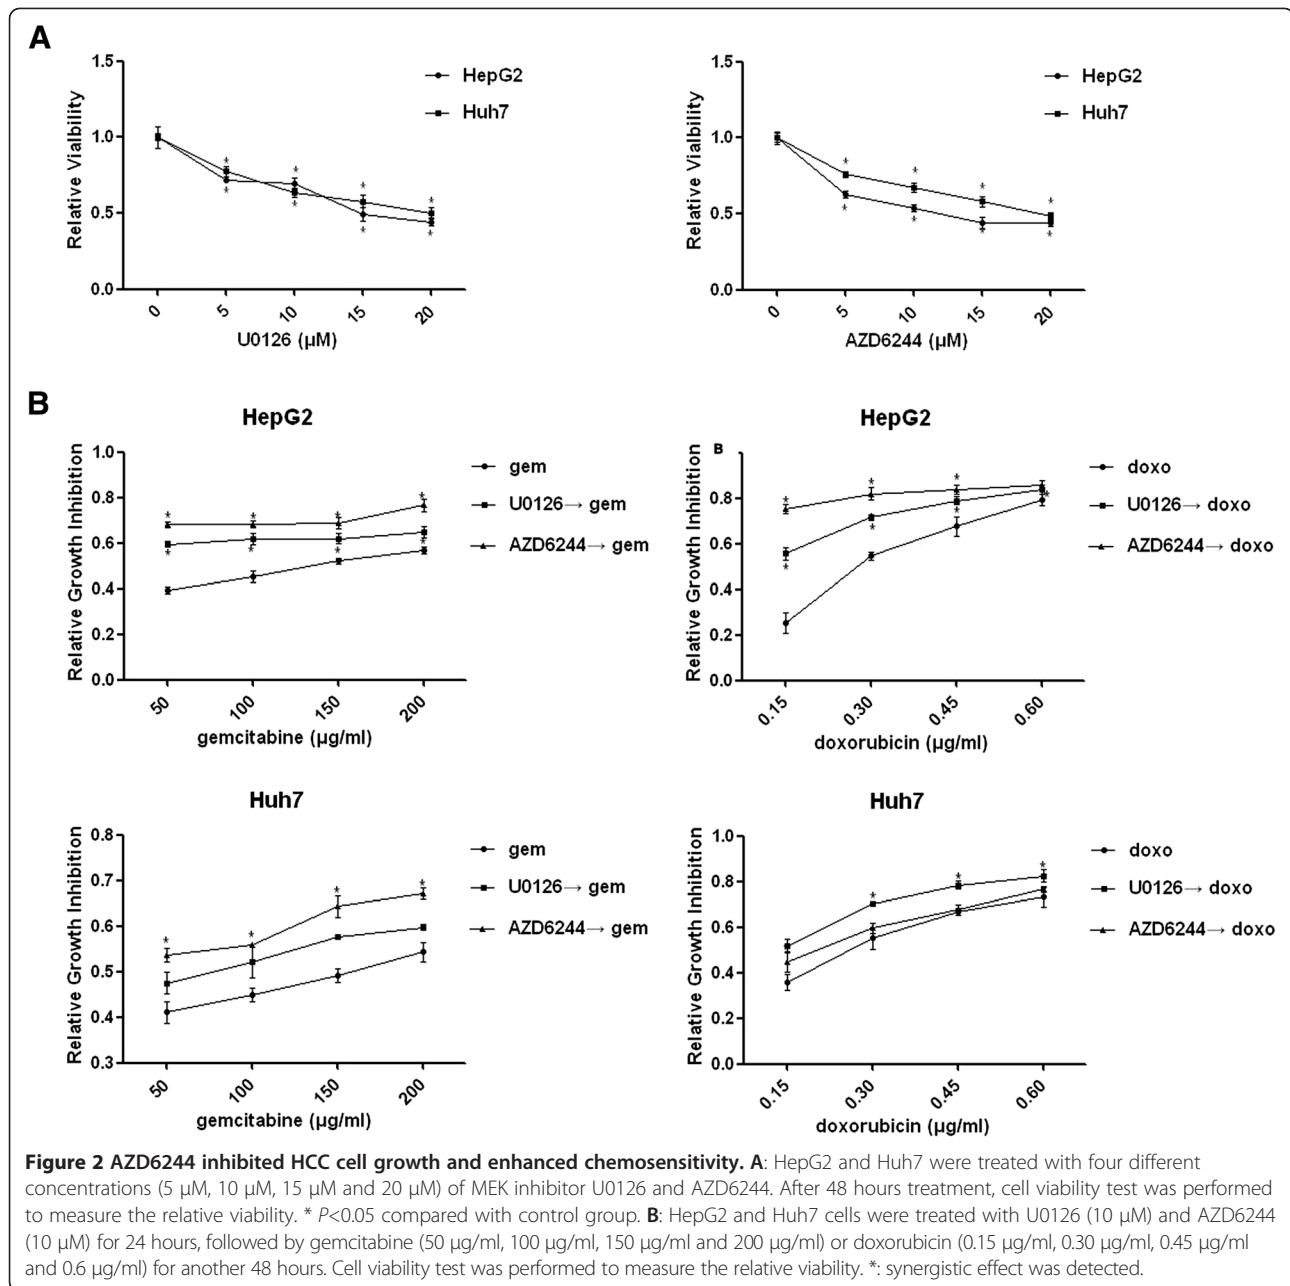 A
1.5
1.0
0.5
0.0
Relative Vialbility
0
5
10
15
20
U0126 (μM)
HepG2
Huh7
1.5
1.0
0.5
0.0
Relative Viability
0
5
10
15
20
AZD6244 (μM)
HepG2
Huh7
B
HepG2
1.0
0.8
0.6
0.4
0.2
0.0
Relative Growth Inhibition
50
100
150
200
gemcitabine (μg/ml)
gem
U0126→ gem
AZD6244→ gem
HepG2
B
0.8
0.6
0.4
0.2
0.0
Relative Growth Inhibition
0.15
0.30
0.45
0.60
doxorubicin (μg/ml)
doxo
U0126→ doxo
AZD6244→ doxo
Huh7
0.8
0.7
0.6
0.5
0.4
0.3
Relative Growth Inhibition
50
100
150
200
gemcitabine (μg/ml)
gem
U0126→ gem
AZD6244→ gem
Huh7
1.0
0.8
0.6
0.4
0.2
0.0
Relative Growth Inhibition
0.15
0.30
0.45
0.60
doxorubicin (μg/ml)
doxo
U0126→ doxo
AZD6244→ doxo
Figure 2 AZD6244 inhibited HCC cell growth and enhanced chemosensitivity. A: HepG2 and Huh7 were treated with four different
concentrations (5 μM, 10 μM, 15 μM and 20 μM) of MEK inhibitor U0126 and AZD6244. After 48 hours treatment, cell viability test was performed
to measure the relative viability. * P<0.05 compared with control group. B: HepG2 and Huh7 cells were treated with U0126 (10 μM) and AZD6244
(10 μM) for 24 hours, followed by gemcitabine (50 μg/ml, 100 μg/ml, 150 μg/ml and 200 μg/ml) or doxorubicin (0.15 μg/ml, 0.30 μg/ml, 0.45 μg/ml
and 0.6 μg/ml) for another 48 hours. Cell viability test was performed to measure the relative viability. *: synergistic effect was detected.